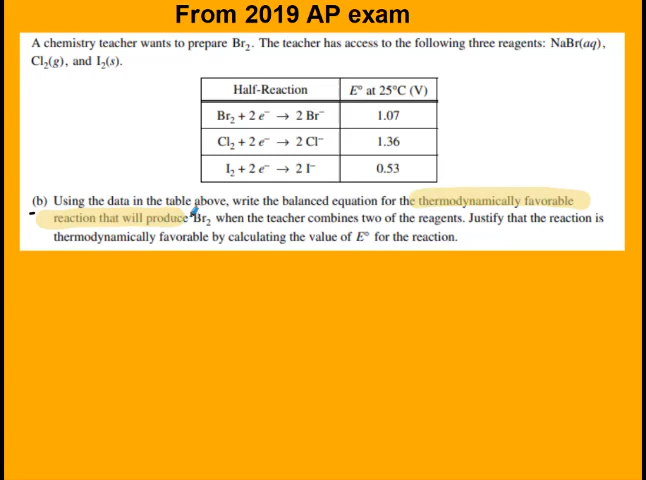 From 2019 AP exam
A chemistry teacher wants to prepare Br₂. The teacher has access to the following three reagents: NaBr(aq),
Cl₂(g), and I₂(s).
Half-Reaction E° at 25°C (V)
Br₂ + 2 e⁻ → 2 Br⁻ 1.07
Cl₂ + 2 e⁻ → 2 Cl⁻ 1.36
I₂ + 2 e⁻ → 2 I⁻ 0.53
(b) Using the data in the table above, write the balanced equation for the thermodynamically favorable
reaction that will produce Br₂ when the teacher combines two of the reagents. Justify that the reaction is
thermodynamically favorable by calculating the value of E° for the reaction.